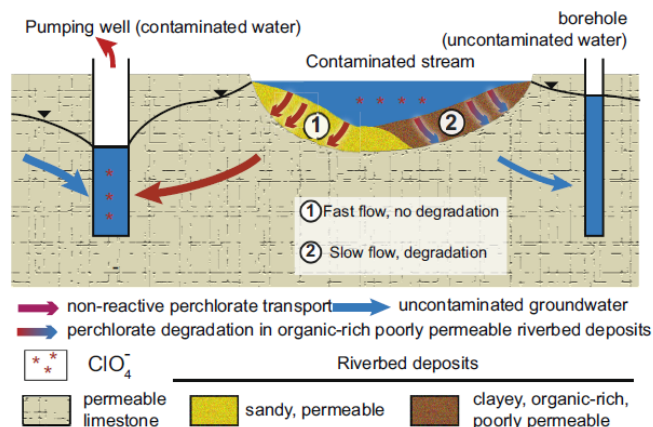 Pumping well (contaminated water)
borehole
(uncontaminated water)
Contaminated stream
1
2
1 Fast flow, no degradation
2 Slow flow, degradation
non-reactive perchlorate transport
uncontaminated groundwater
perchlorate degradation in organic-rich poorly permeable riverbed deposits
ClO₄⁻
Riverbed deposits
permeable
limestone
sandy, permeable
clayey, organic-rich,
poorly permeable